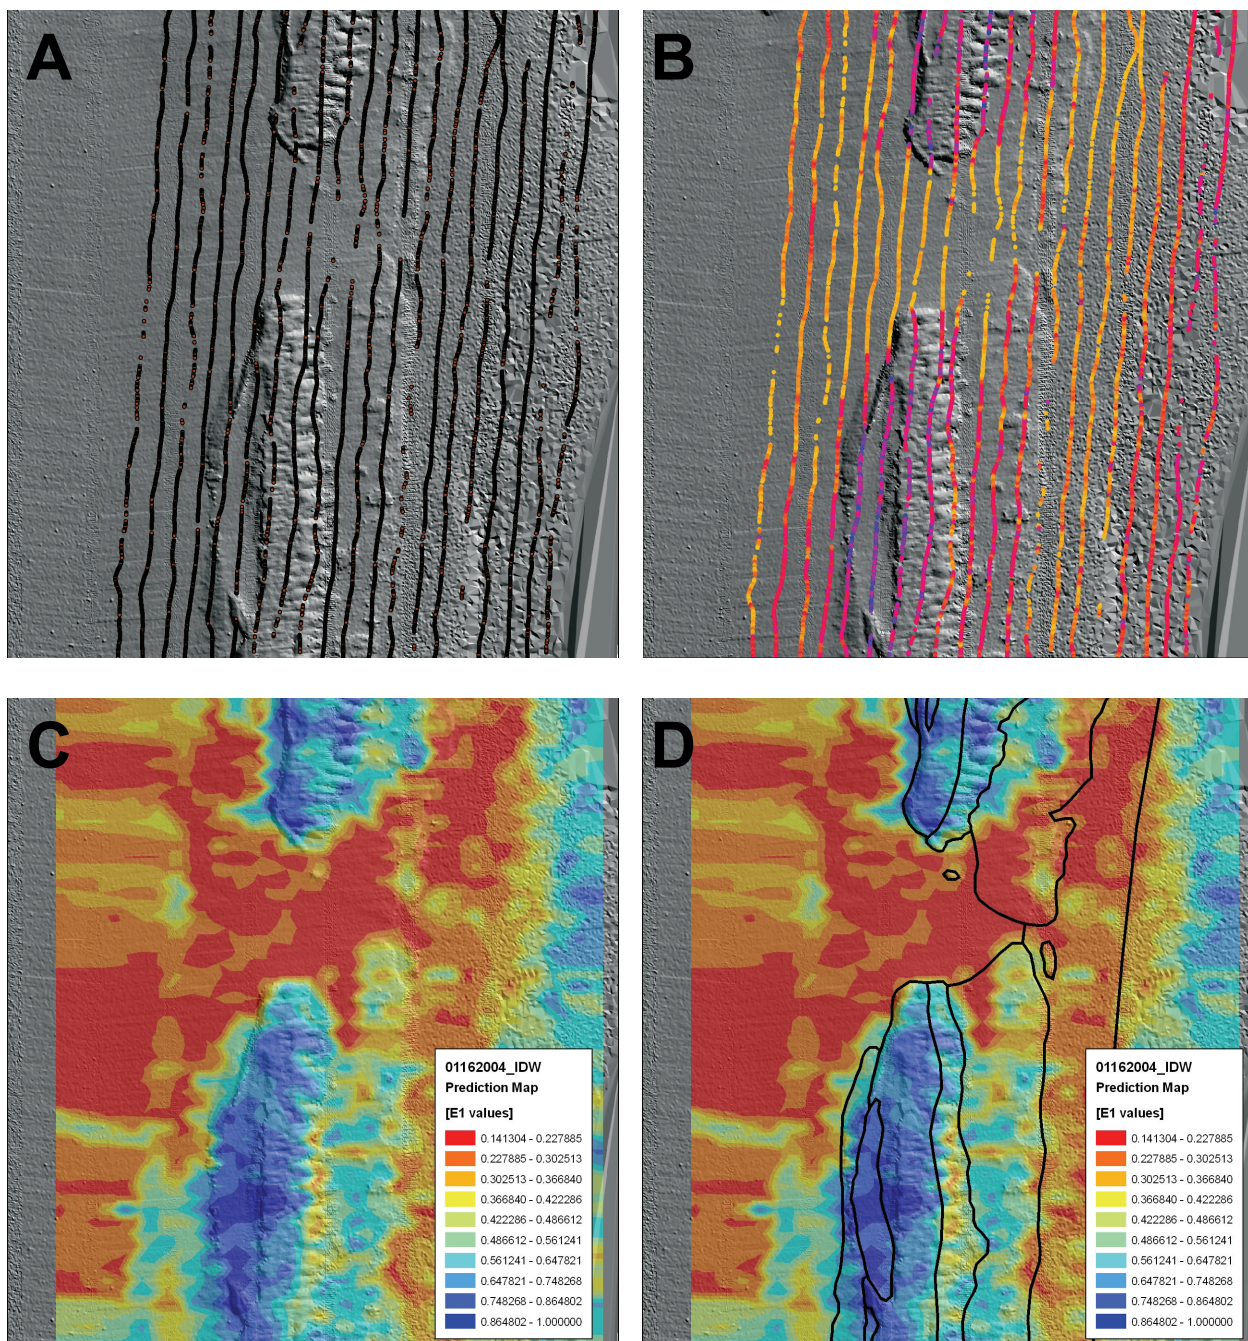 A
B
C
D
01162004_IDW
Prediction Map
[E1 values]
0.141304 - 0.227885
0.227885 - 0.302513
0.302513 - 0.366840
0.366840 - 0.422286
0.422286 - 0.486612
0.486612 - 0.561241
0.561241 - 0.647821
0.647821 - 0.748268
0.748268 - 0.864802
0.864802 - 1.000000
01162004_IDW
Prediction Map
[E1 values]
0.141304 - 0.227885
0.227885 - 0.302513
0.302513 - 0.366840
0.366840 - 0.422286
0.422286 - 0.486612
0.486612 - 0.561241
0.561241 - 0.647821
0.647821 - 0.748268
0.748268 - 0.864802
0.864802 - 1.000000